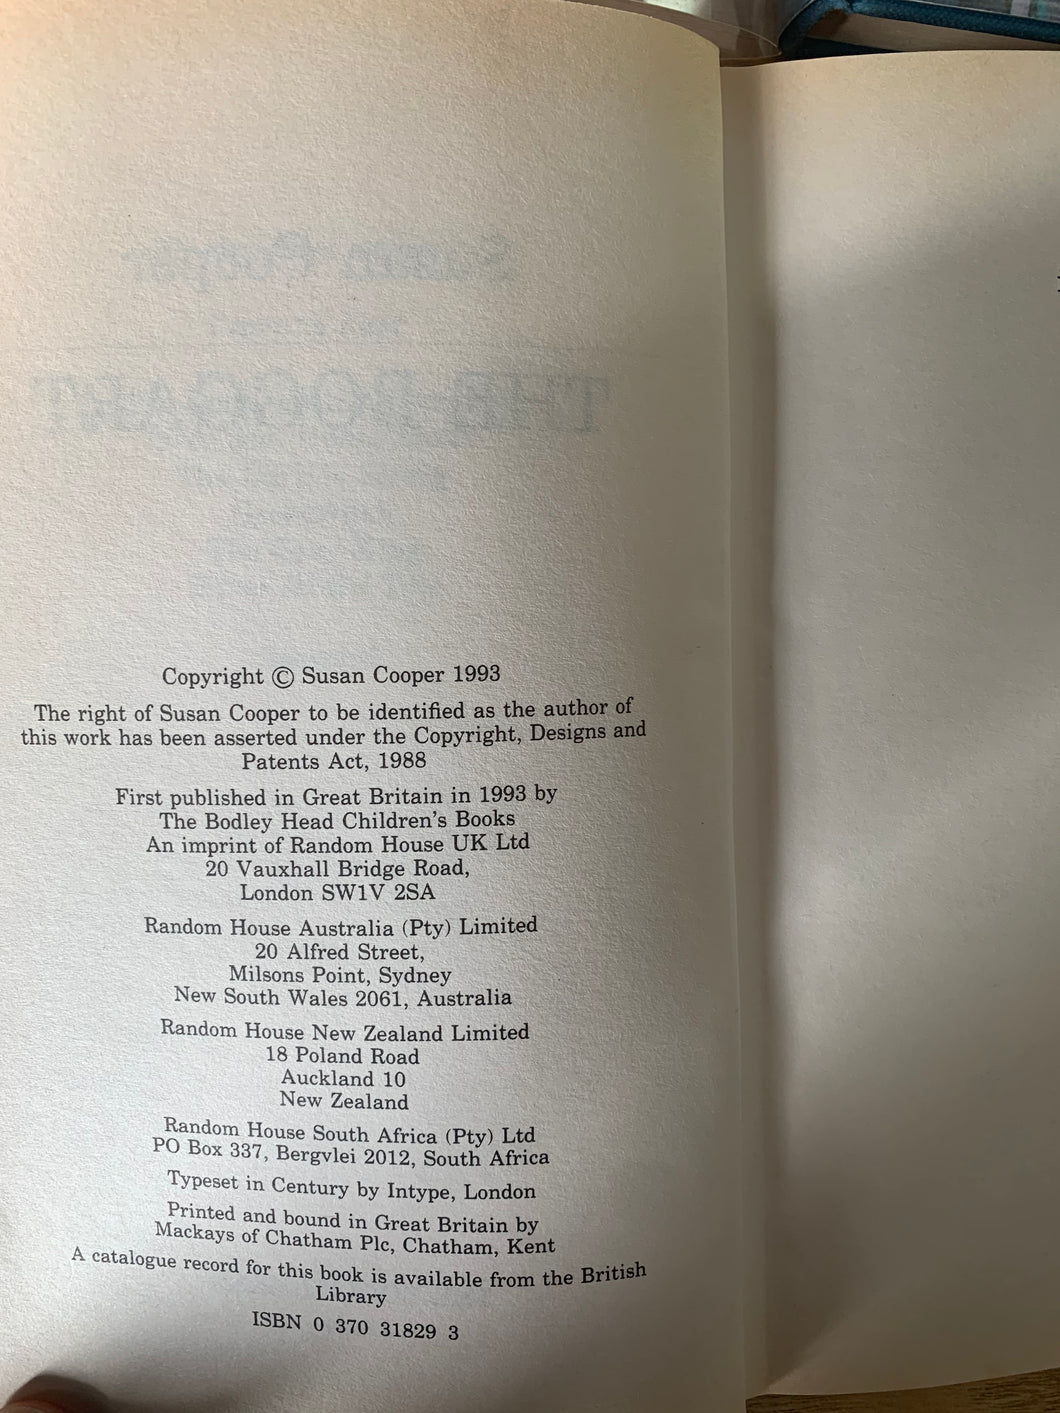 Copyright © Susan Cooper 1993
The right of Susan Cooper to be identified as the author of
this work has been asserted under the Copyright, Designs and
Patents Act, 1988
First published in Great Britain in 1993 by
The Bodley Head Children's Books
An imprint of Random House UK Ltd
20 Vauxhall Bridge Road,
London SW1V 2SA
Random House Australia (Pty) Limited
20 Alfred Street,
Milsons Point, Sydney
New South Wales 2061, Australia
Random House New Zealand Limited
18 Poland Road
Auckland 10
New Zealand
Random House South Africa (Pty) Ltd
PO Box 337, Bergvlei 2012, South Africa
Typeset in Century by Intype, London
Printed and bound in Great Britain by
Mackays of Chatham Plc, Chatham, Kent
A catalogue record for this book is available from the British
Library
ISBN 0 370 31829 3